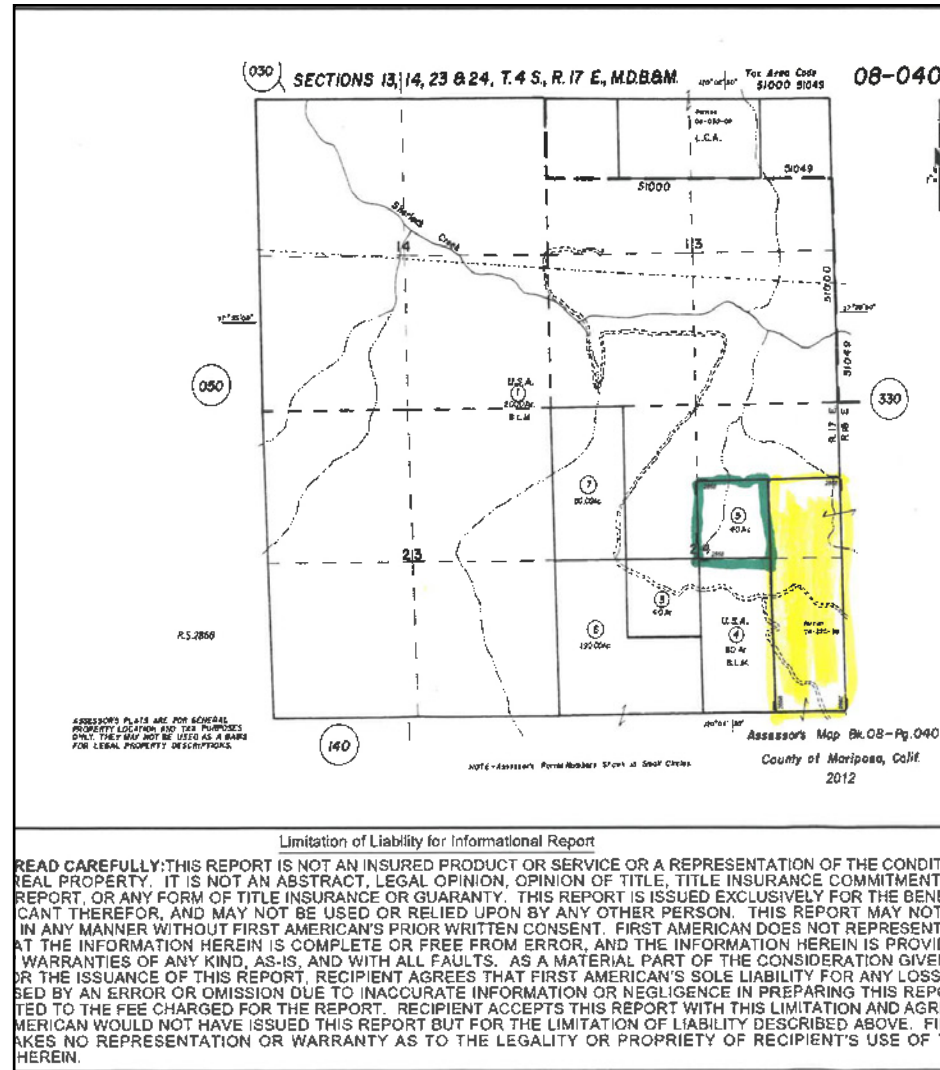 030 SECTIONS 13, 14, 23 & 24, T. 4 S., R. 17 E., M.D.B.& M. Tax Area Code 08-040
51000 51049
Portion
L.C.A.
51049
51000
Sherlock
Creek
14
13
51000
51049
050
U.S.A.
1
B.L.M.
330
R. 17 E
R 18 E
7
5
40 Ac
23
24
3
R.S. 2866
6
U.S.A.
4
80 Ac
B.L.M.
ASSESSOR'S PLATS ARE FOR GENERAL
PROPERTY LOCATION AND TAX PURPOSES
ONLY. THEY MAY NOT BE USED AS A BASIS
FOR LEGAL PROPERTY DESCRIPTIONS.
140
Assessor's Map Bk.08-Pg.040
NOTE-Assessor's Parcel Numbers Shown in Small Circles
County of Mariposa, Calif.
2012
Limitation of Liability for Informational Report
READ CAREFULLY: THIS REPORT IS NOT AN INSURED PRODUCT OR SERVICE OR A REPRESENTATION OF THE CONDIT
REAL PROPERTY. IT IS NOT AN ABSTRACT, LEGAL OPINION, OPINION OF TITLE, TITLE INSURANCE COMMITMENT
REPORT, OR ANY FORM OF TITLE INSURANCE OR GUARANTY. THIS REPORT IS ISSUED EXCLUSIVELY FOR THE BENE
CANT THEREFOR, AND MAY NOT BE USED OR RELIED UPON BY ANY OTHER PERSON. THIS REPORT MAY NOT
IN ANY MANNER WITHOUT FIRST AMERICAN'S PRIOR WRITTEN CONSENT. FIRST AMERICAN DOES NOT REPRESENT
AT THE INFORMATION HEREIN IS COMPLETE OR FREE FROM ERROR, AND THE INFORMATION HEREIN IS PROVI
WARRANTIES OF ANY KIND, AS-IS, AND WITH ALL FAULTS. AS A MATERIAL PART OF THE CONSIDERATION GIVE
OR THE ISSUANCE OF THIS REPORT, RECIPIENT AGREES THAT FIRST AMERICAN'S SOLE LIABILITY FOR ANY LOSS
SED BY AN ERROR OR OMISSION DUE TO INACCURATE INFORMATION OR NEGLIGENCE IN PREPARING THIS REP
TED TO THE FEE CHARGED FOR THE REPORT. RECIPIENT ACCEPTS THIS REPORT WITH THIS LIMITATION AND AGR
MERICAN WOULD NOT HAVE ISSUED THIS REPORT BUT FOR THE LIMITATION OF LIABILITY DESCRIBED ABOVE. FI
AKES NO REPRESENTATION OR WARRANTY AS TO THE LEGALITY OR PROPRIETY OF RECIPIENT'S USE OF
HEREIN.